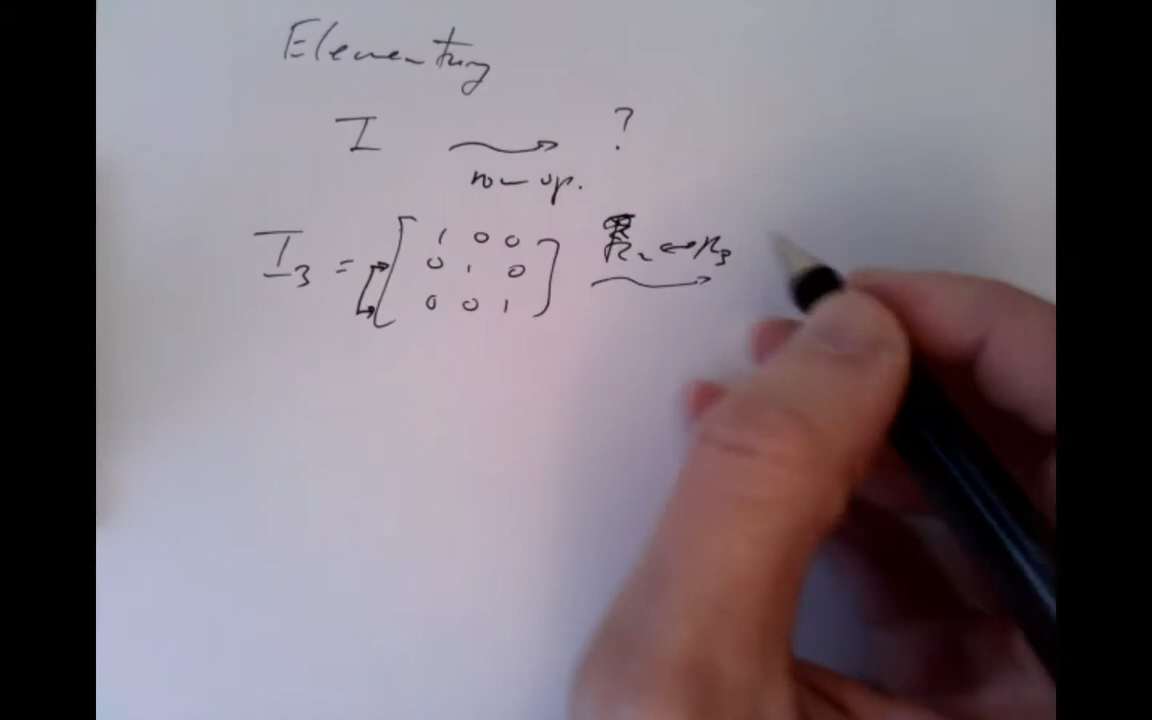 Elementary
I → ?
row op.
I₃ = [ 1 0 0 R₂ ↔ R₃
0 1 0 →
0 0 1 ]